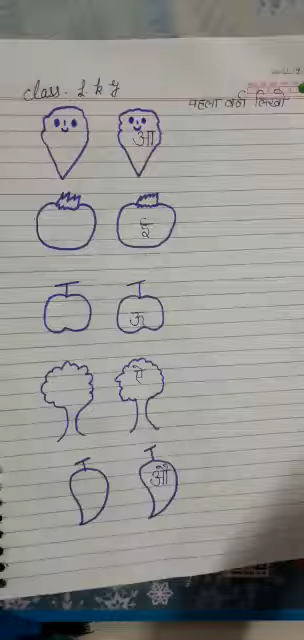 class. L.k.g
पहला वर्ण लिखो
आ
ई
ऊ
ऐ
औ